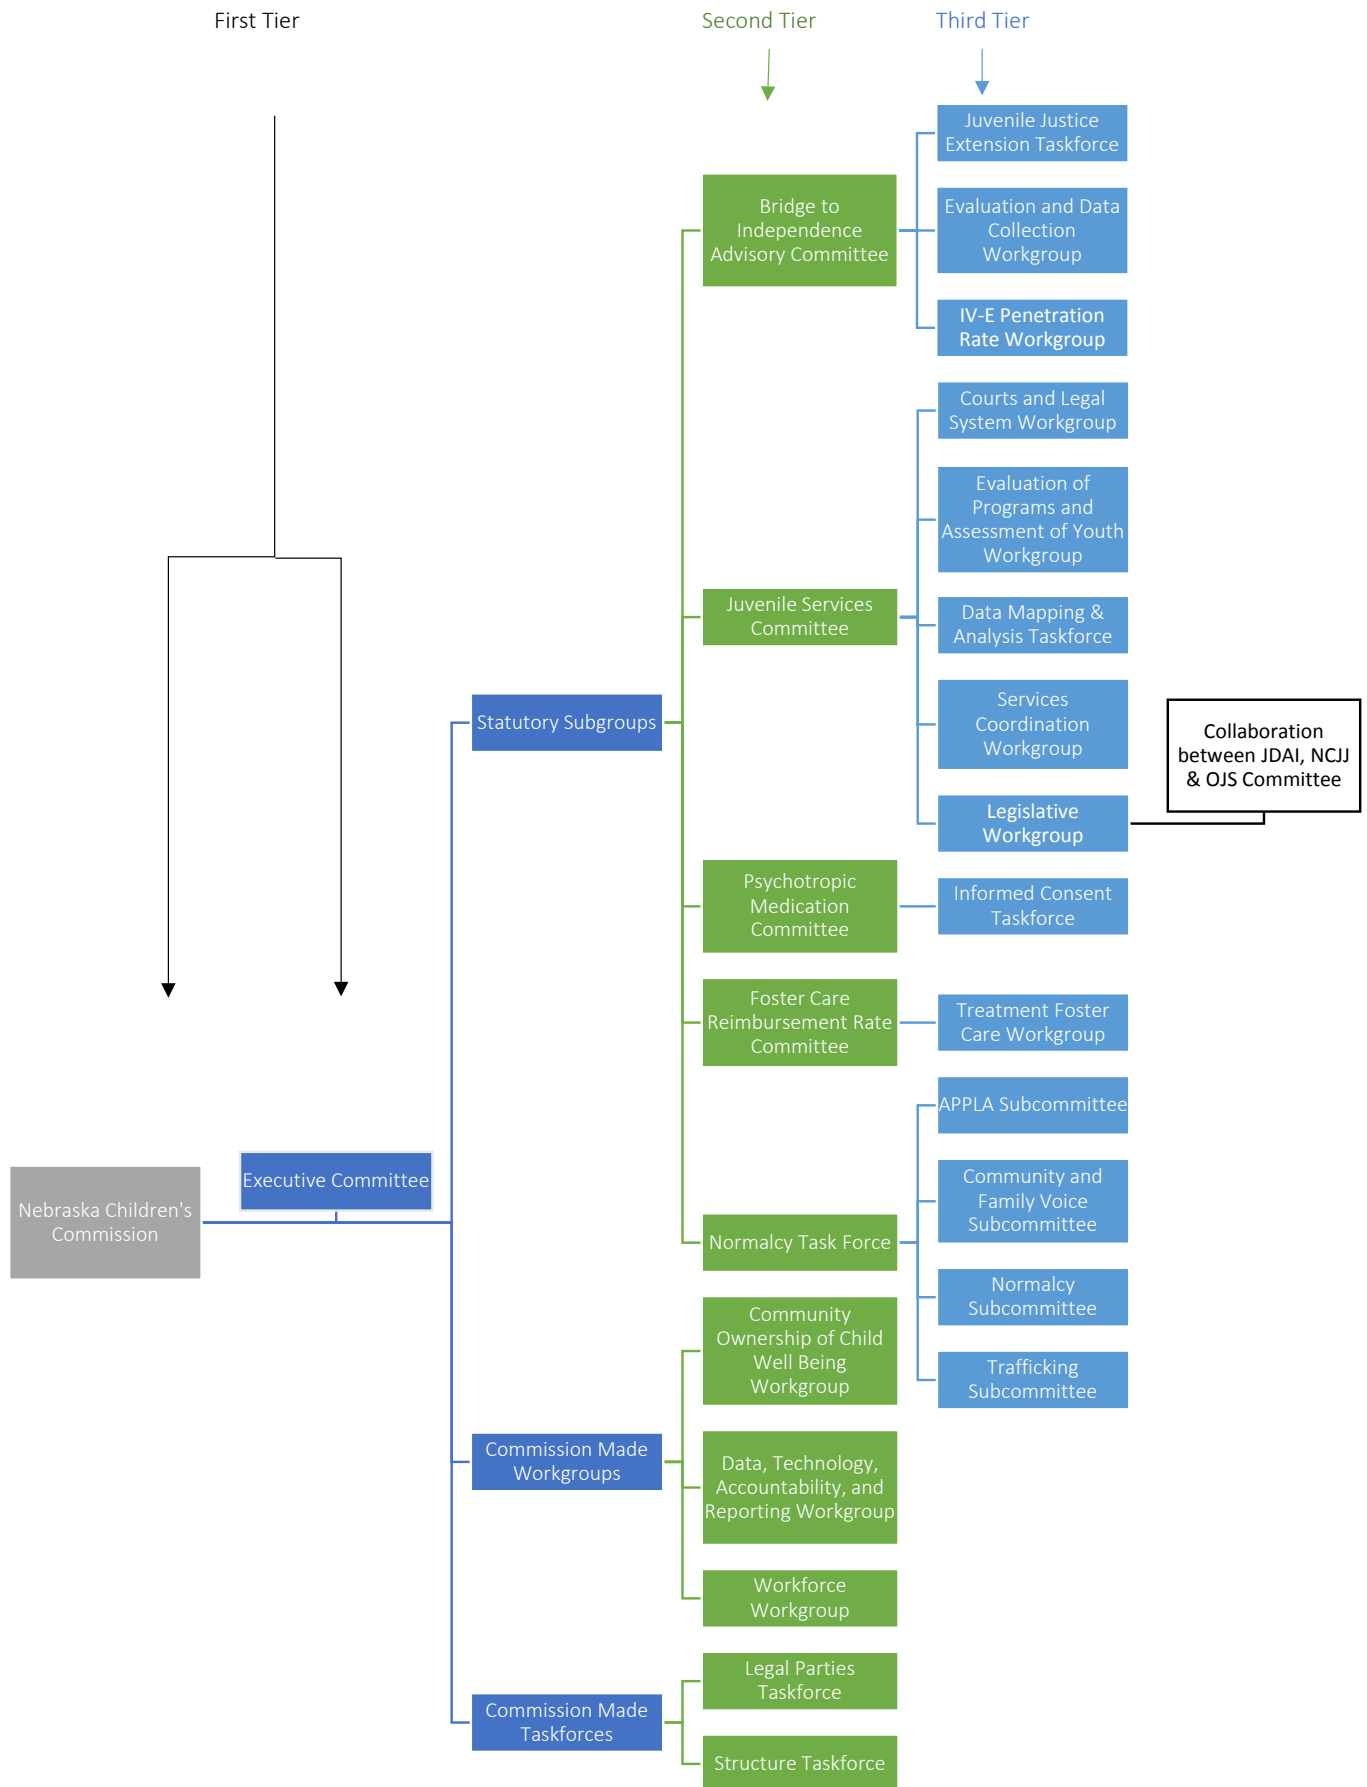 First Tier
Second Tier
Third Tier
Juvenile Justice
Extension Taskforce
Bridge to
Independence
Advisory Committee
Evaluation and Data
Collection
Workgroup
IV-E Penetration
Rate Workgroup
Courts and Legal
System Workgroup
Evaluation of
Programs and
Assessment of Youth
Workgroup
Juvenile Services
Committee
Data Mapping &
Analysis Taskforce
Statutory Subgroups
Services
Coordination
Workgroup
Collaboration
between JDAI, NCJJ
& OJS Committee
Legislative
Workgroup
Psychotropic
Medication
Committee
Informed Consent
Taskforce
Foster Care
Reimbursement Rate
Committee
Treatment Foster
Care Workgroup
APPLA Subcommittee
Executive Committee
Nebraska Children's
Commission
Community and
Family Voice
Subcommittee
Normalcy Task Force
Normalcy
Subcommittee
Community
Ownership of Child
Well Being
Workgroup
Trafficking
Subcommittee
Commission Made
Workgroups
Data, Technology,
Accountability, and
Reporting Workgroup
Workforce
Workgroup
Legal Parties
Taskforce
Commission Made
Taskforces
Structure Taskforce